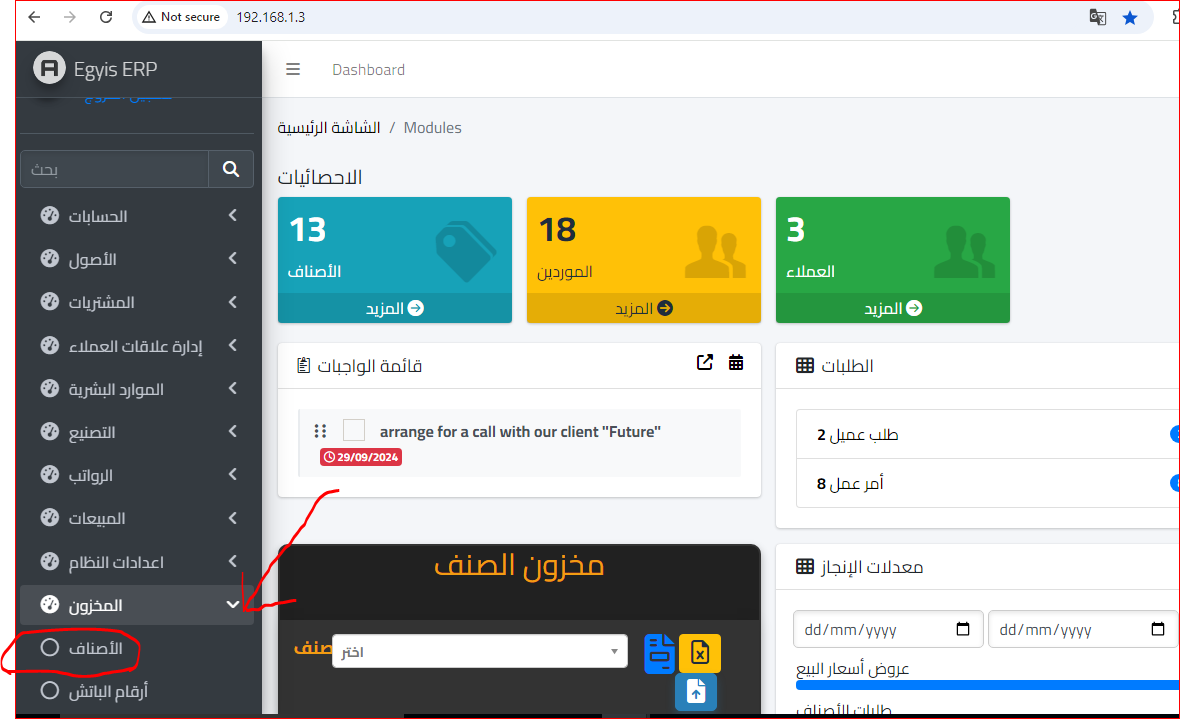 Not secure
192.168.1.3
Egyis ERP
Dashboard
الشاشة الرئيسية / Modules
بحث
الحسابات
الأصول
المشتريات
إدارة علاقات العملاء
الموارد البشرية
التصنيع
الرواتب
المبيعات
اعدادات النظام
المخزون
الأصناف
أرقام الباتش
الاحصائيات
13
الأصناف
المزيد
18
الموردين
المزيد
3
العملاء
المزيد
قائمة الواجبات
arrange for a call with our client "Future"
29/09/2024
الطلبات
طلب عميل 2
أمر عمل 8
مخزون الصنف
صنف
اختر
معدلات الإنجاز
dd/mm/yyyy
dd/mm/yyyy
عروض أسعار البيع
طلبات الأصناف